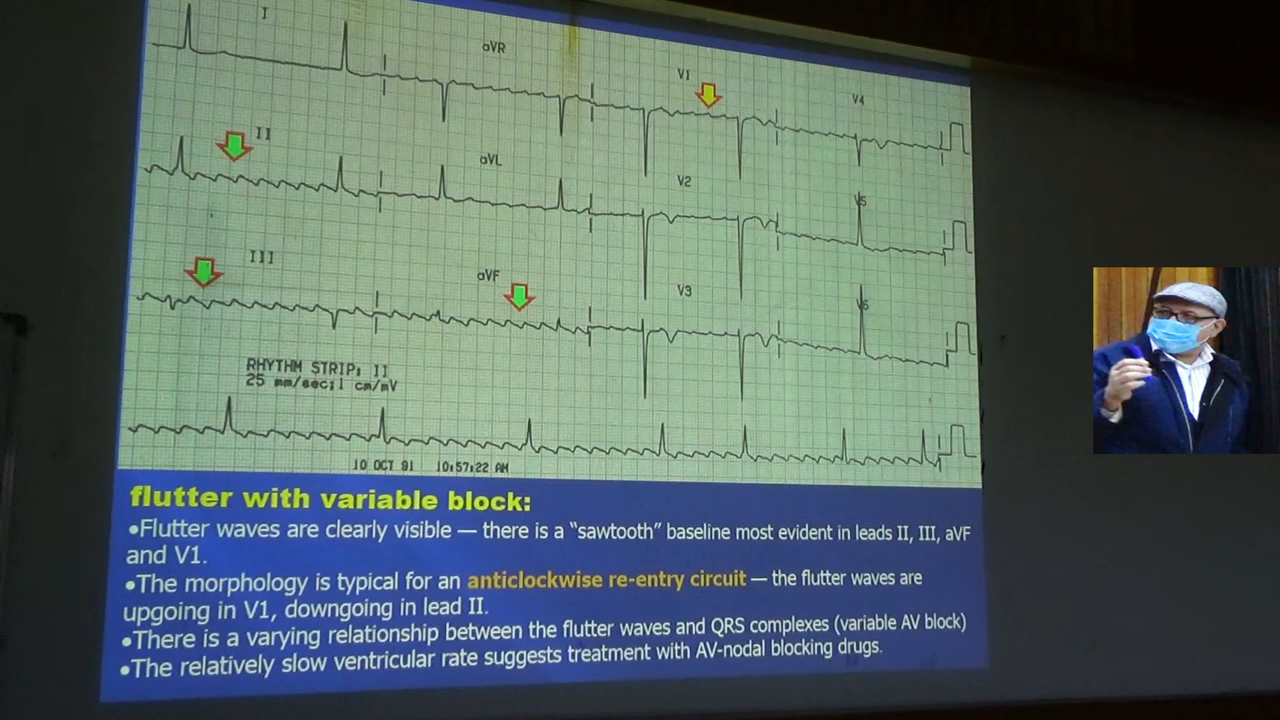 I
aVR
V1
V4
II
aVL
V2
V5
III
aVF
V3
V6
RHYTHM STRIP: II
25 mm/sec;1 cm/mV
10 OCT 91 10:57:22 AM
flutter with variable block:
•Flutter waves are clearly visible — there is a “sawtooth” baseline most evident in leads II, III, aVF
and V1.
•The morphology is typical for an anticlockwise re-entry circuit — the flutter waves are
upgoing in V1, downgoing in lead II.
•There is a varying relationship between the flutter waves and QRS complexes (variable AV block)
•The relatively slow ventricular rate suggests treatment with AV-nodal blocking drugs.